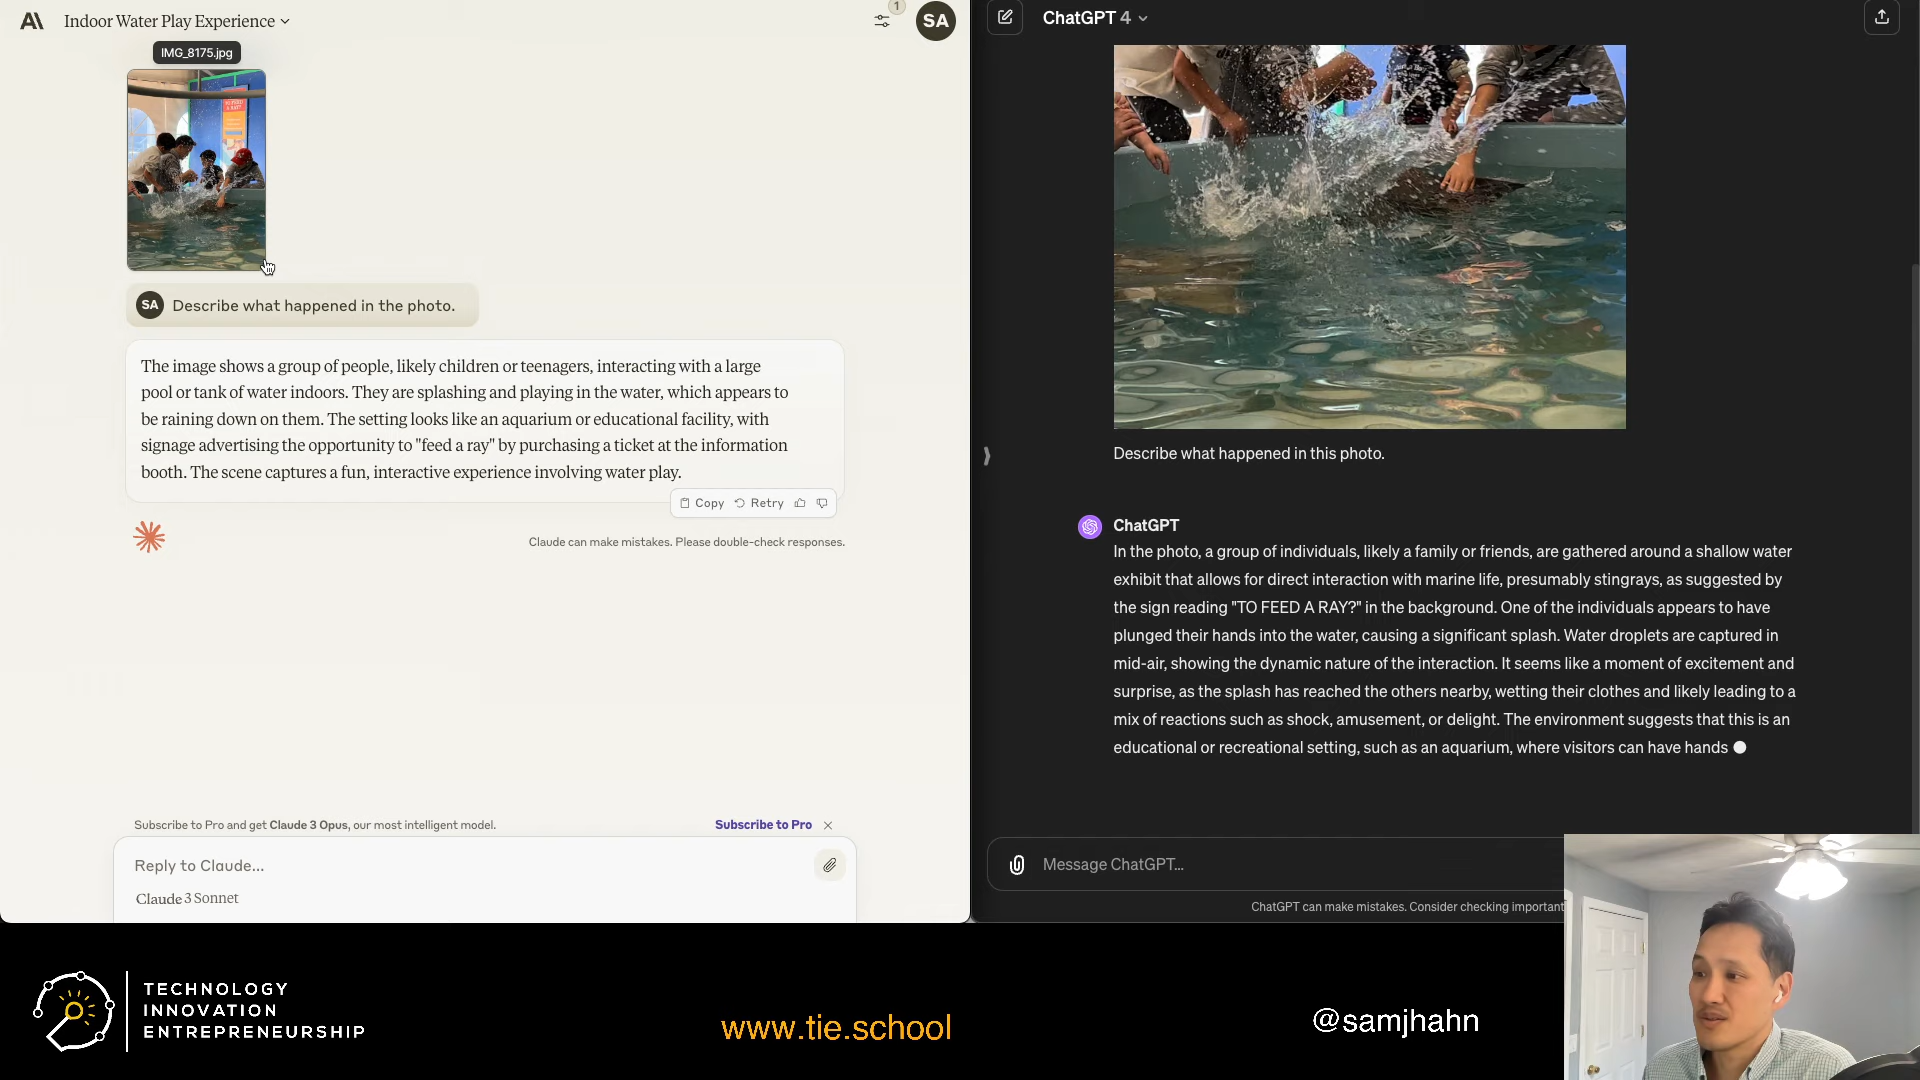 Indoor Water Play Experience
1
SA
IMG_8175.jpg
TO FEED
A RAY?
SA
Describe what happened in the photo.
The image shows a group of people, likely children or teenagers, interacting with a large
pool or tank of water indoors. They are splashing and playing in the water, which appears to
be raining down on them. The setting looks like an aquarium or educational facility, with
signage advertising the opportunity to "feed a ray" by purchasing a ticket at the information
booth. The scene captures a fun, interactive experience involving water play.
Copy
Retry
Claude can make mistakes. Please double-check responses.
Subscribe to Pro and get Claude 3 Opus, our most intelligent model.
Subscribe to Pro
Reply to Claude...
Claude 3 Sonnet
ChatGPT 4
Describe what happened in this photo.
ChatGPT
In the photo, a group of individuals, likely a family or friends, are gathered around a shallow water
exhibit that allows for direct interaction with marine life, presumably stingrays, as suggested by
the sign reading "TO FEED A RAY?" in the background. One of the individuals appears to have
plunged their hands into the water, causing a significant splash. Water droplets are captured in
mid-air, showing the dynamic nature of the interaction. It seems like a moment of excitement and
surprise, as the splash has reached the others nearby, wetting their clothes and likely leading to a
mix of reactions such as shock, amusement, or delight. The environment suggests that this is an
educational or recreational setting, such as an aquarium, where visitors can have hands
Message ChatGPT...
ChatGPT can make mistakes. Consider checking important
TECHNOLOGY
INNOVATION
ENTREPRENEURSHIP
www.tie.school
@samjhahn